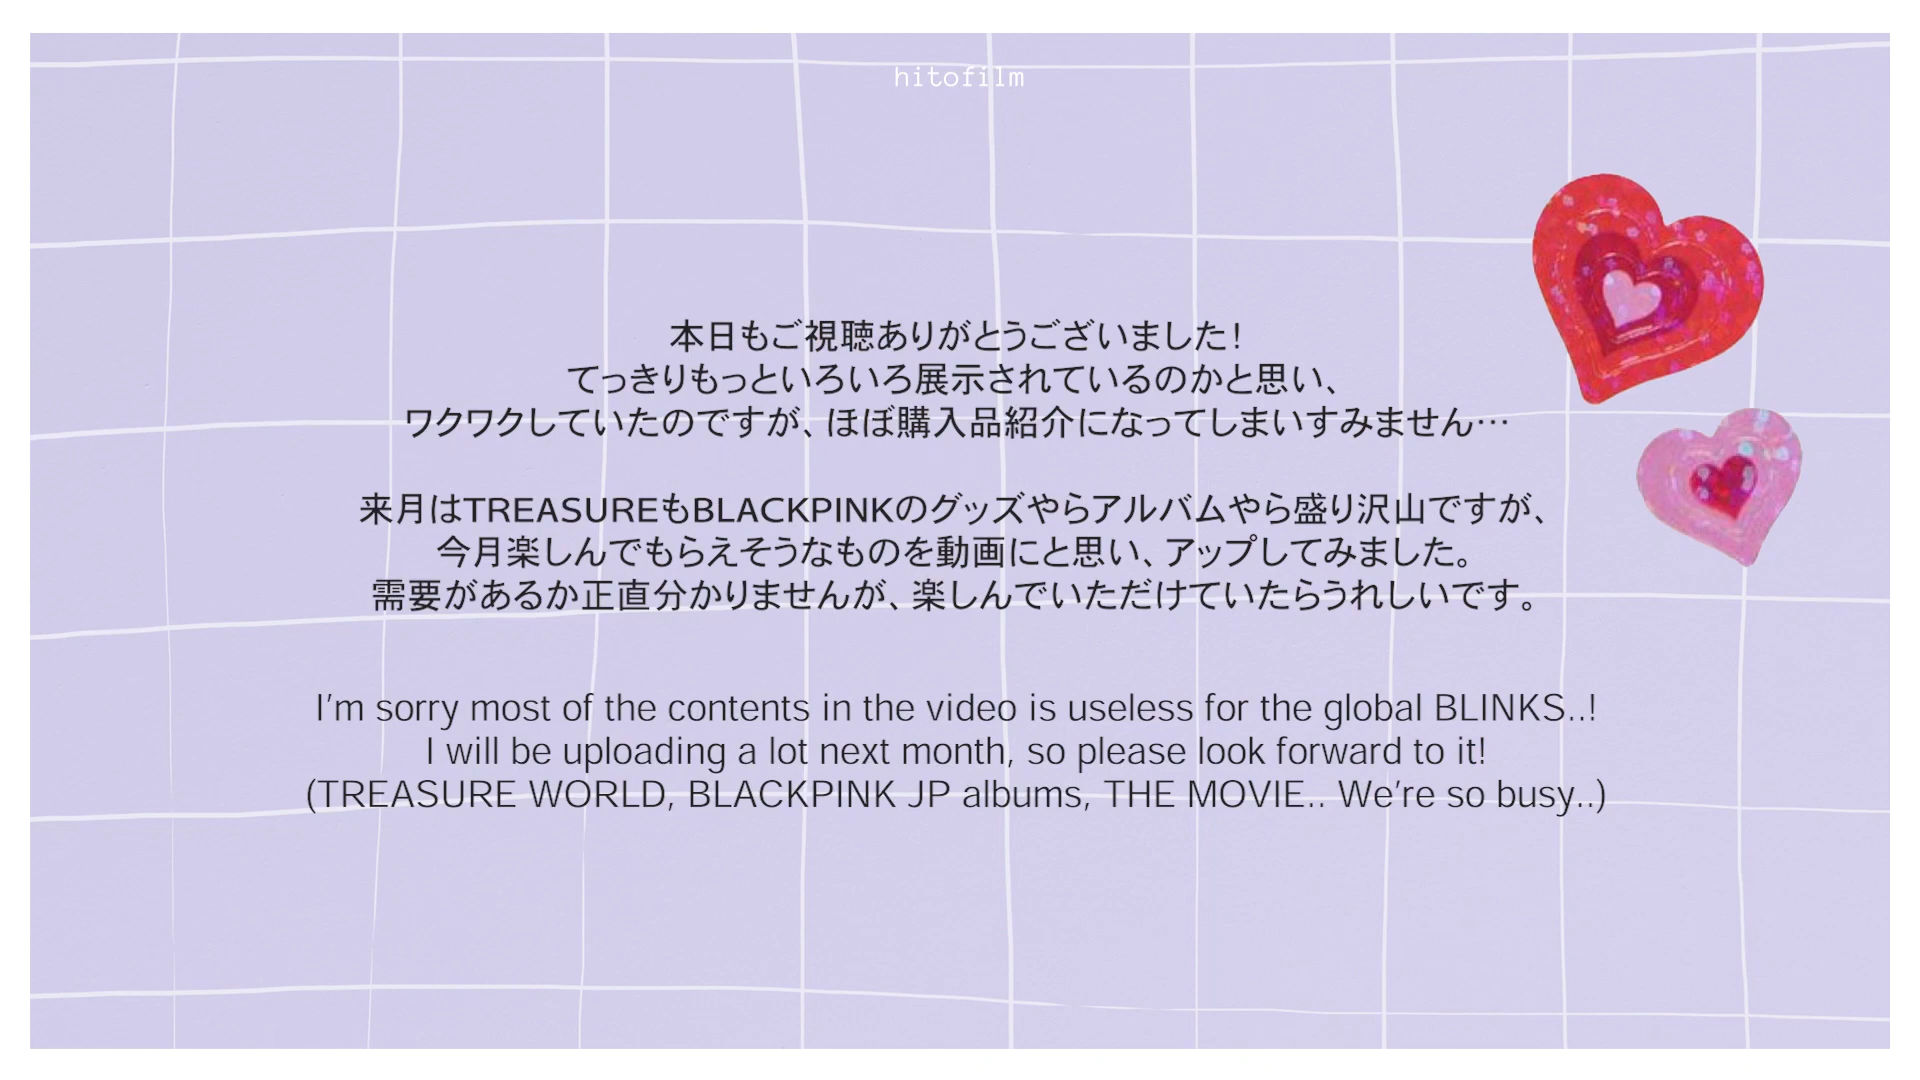 hitofilm
本日もご視聴ありがとうございました!
てっきりもっといろいろ展示されているのかと思い、
ワクワクしていたのですが、ほぼ購入品紹介になってしまいすみません…
来月はTREASUREもBLACKPINKのグッズやらアルバムやら盛り沢山ですが、
今月楽しんでもらえそうなものを動画にと思い、アップしてみました。
需要があるか正直分かりませんが、楽しんでいただけていたらうれしいです。
I'm sorry most of the contents in the video is useless for the global BLINKS..!
I will be uploading a lot next month, so please look forward to it!
(TREASURE WORLD, BLACKPINK JP albums, THE MOVIE.. We're so busy..)